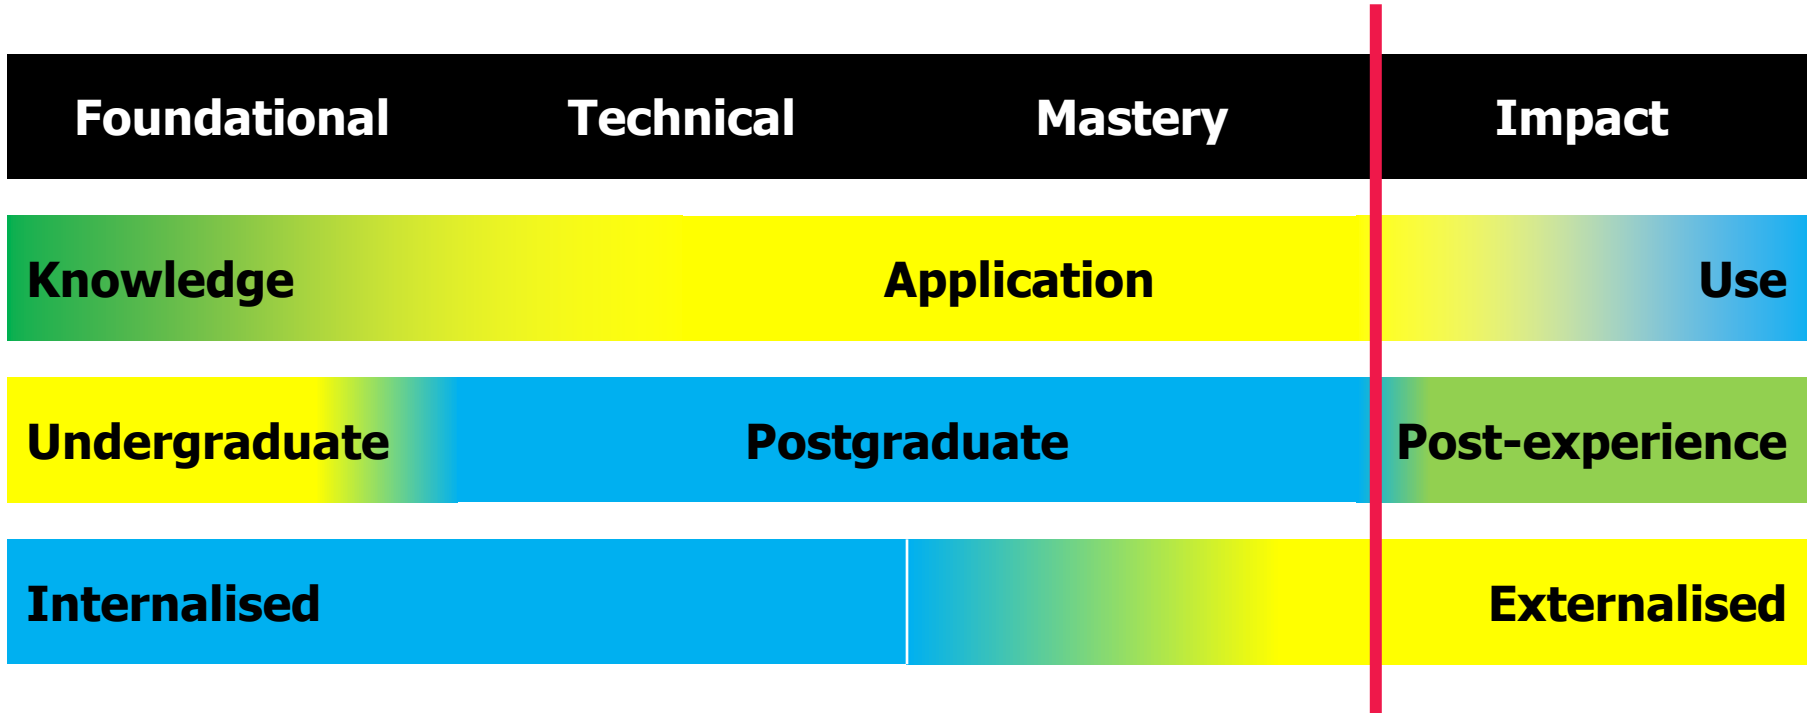 Foundational Technical Mastery Impact
Knowledge Application Use
Undergraduate Postgraduate Post-experience
Internalised Externalised